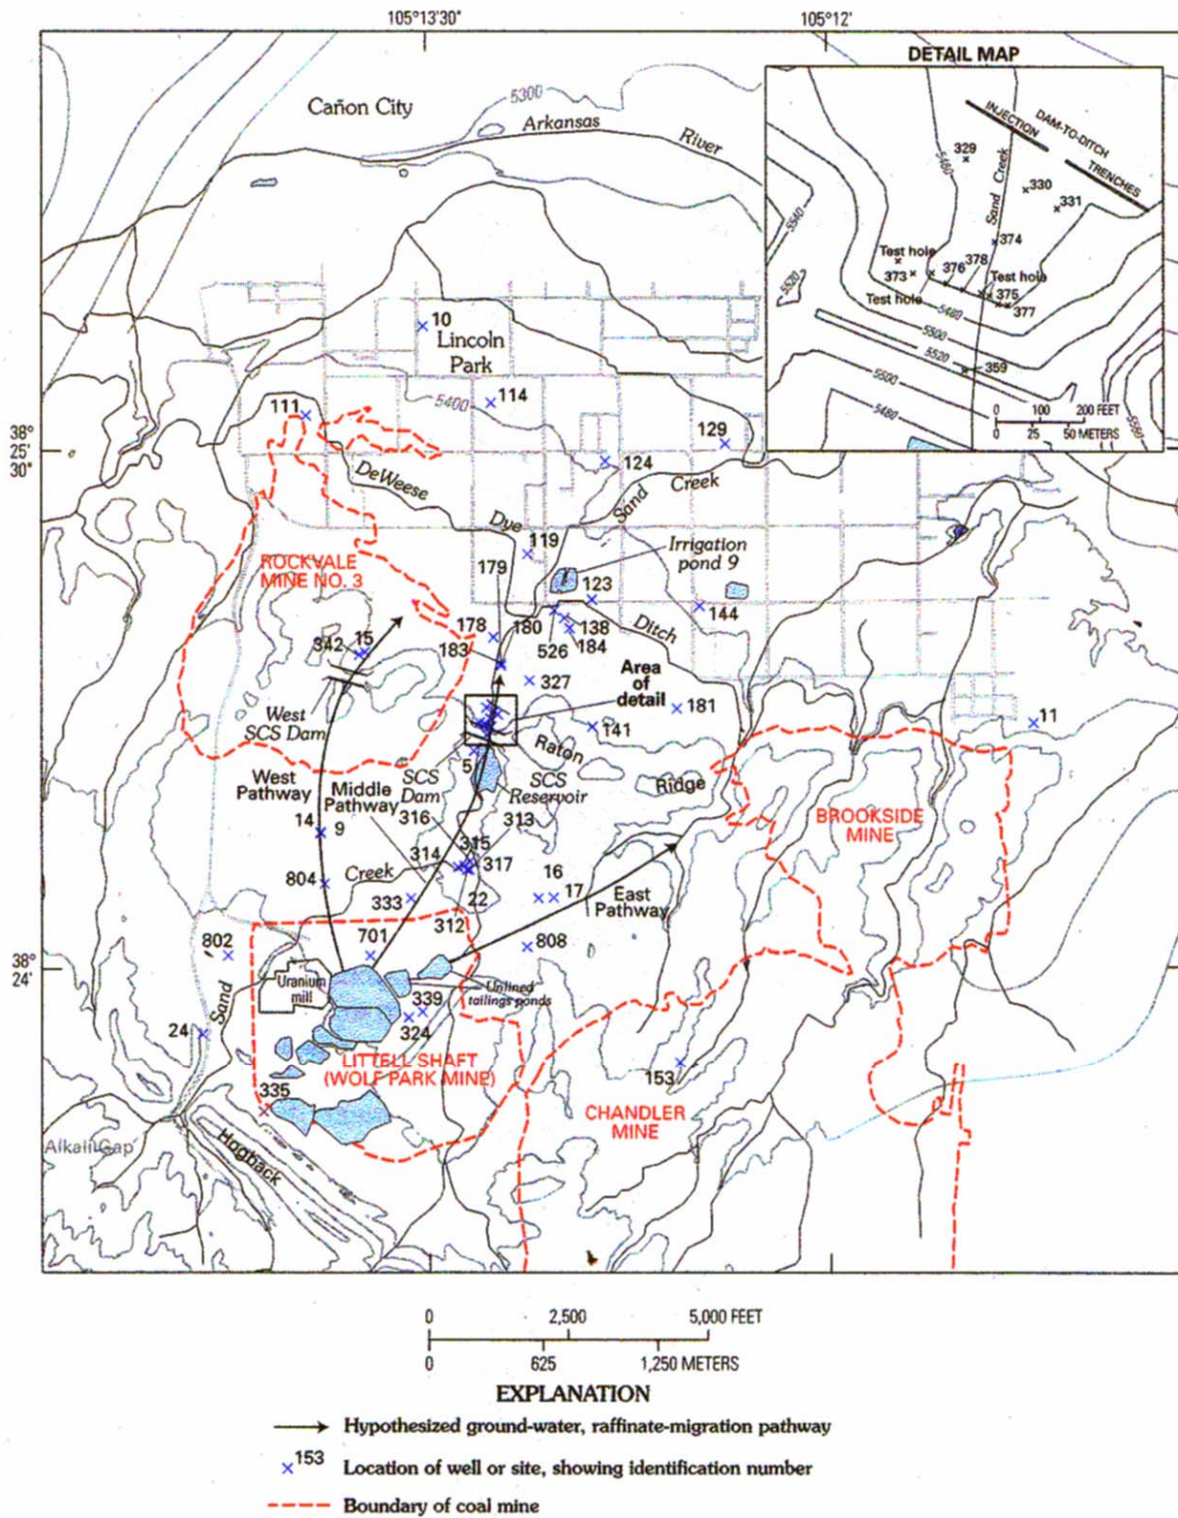 105°13'30"
105°12'
DETAIL MAP
INJECTION
DAM-TO-DITCH
TRENCHES
329
5460
Sand Creek
330
331
5540
374
Test hole
378
376
373
Test hole
375
5520
Test hole
5480
377
5500
5520
359
5500
5480
5560
0 100 200 FEET
0 25 50 METERS
Cañon City
5300
Arkansas
River
10
Lincoln
Park
5400
114
111
129
38°
25'
30"
124
DeWeese
Dye
Sand
Creek
119
Irrigation
pond 9
ROCKVALE
MINE NO. 3
179
123
144
178
180
138
Ditch
342
15
183
526
184
Area
of
detail
327
181
11
West
SCS Dam
141
Raton
5
SCS
Dam
SCS
Reservoir
Ridge
West
Pathway
Middle
Pathway
BROOKSIDE
MINE
316
313
14
9
315
314
317
Creek
16
804
17
East
Pathway
333
22
312
701
808
802
38°
24'
Uranium
mill
Unlined
tailings ponds
339
Sand
24
324
LITTELL SHAFT
(WOLF PARK MINE)
153
335
CHANDLER
MINE
Alkali Gap
Hogback
0 2,500 5,000 FEET
0 625 1,250 METERS
EXPLANATION
Hypothesized ground-water, raffinate-migration pathway
153 Location of well or site, showing identification number
Boundary of coal mine